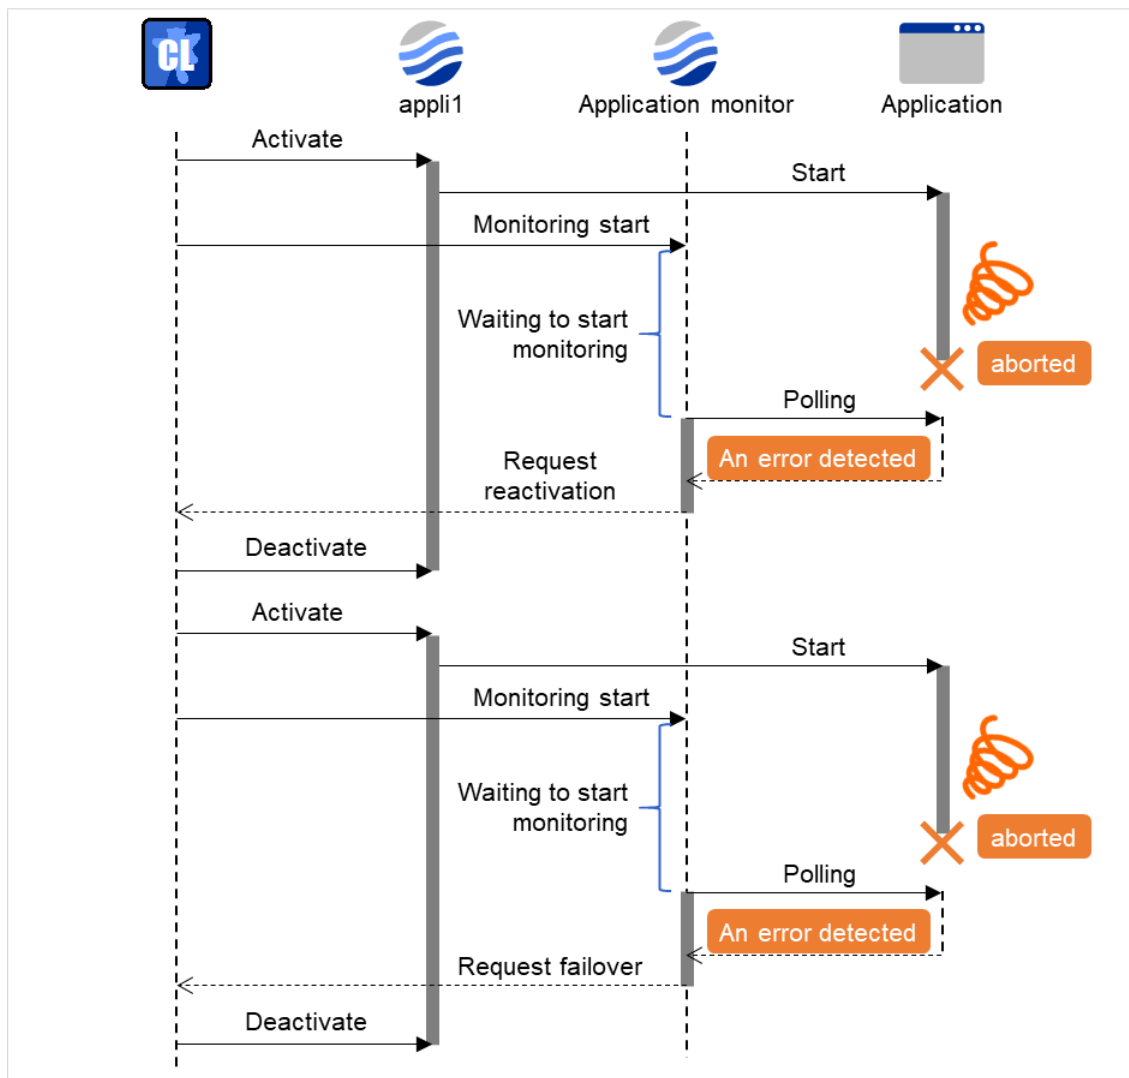 CL
appli1
Application monitor
Application
Activate
Start
Monitoring start
Waiting to start
monitoring
aborted
Polling
An error detected
Request
reactivation
Deactivate
Activate
Start
Monitoring start
Waiting to start
monitoring
aborted
Polling
An error detected
Request failover
Deactivate